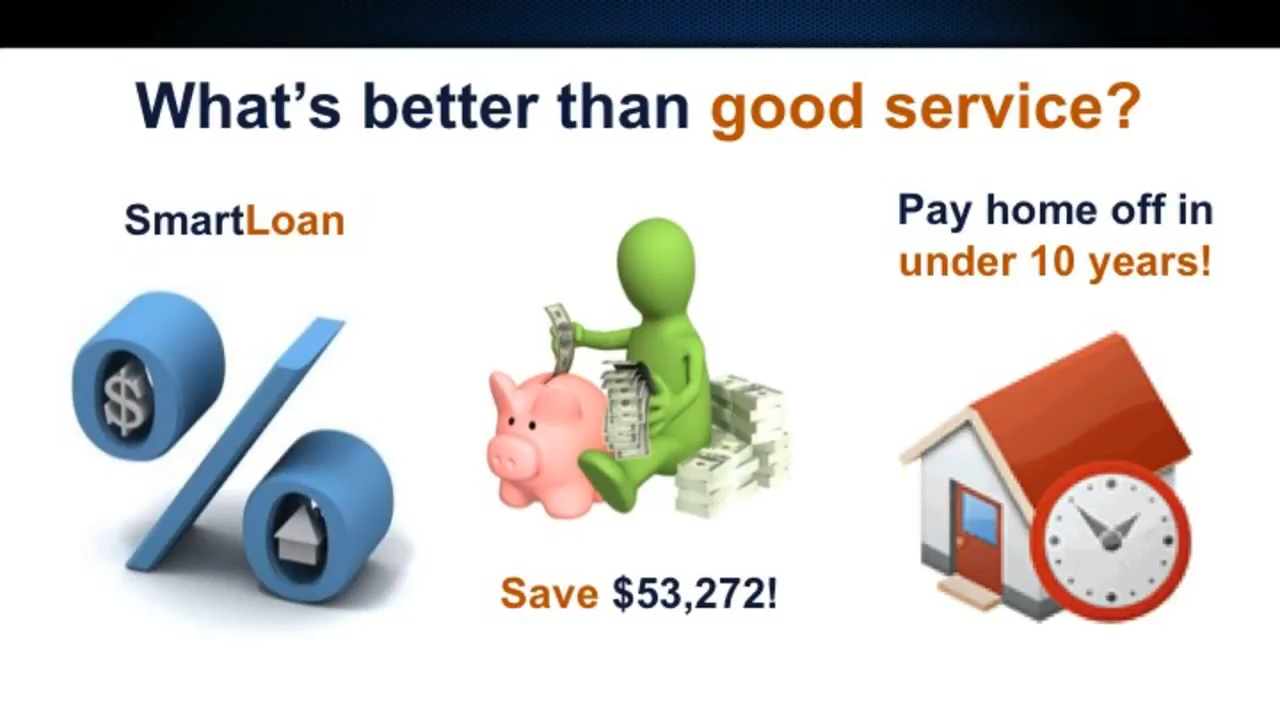 What's better than good service?
SmartLoan
Save $53,272!
Pay home off in
under 10 years!
$